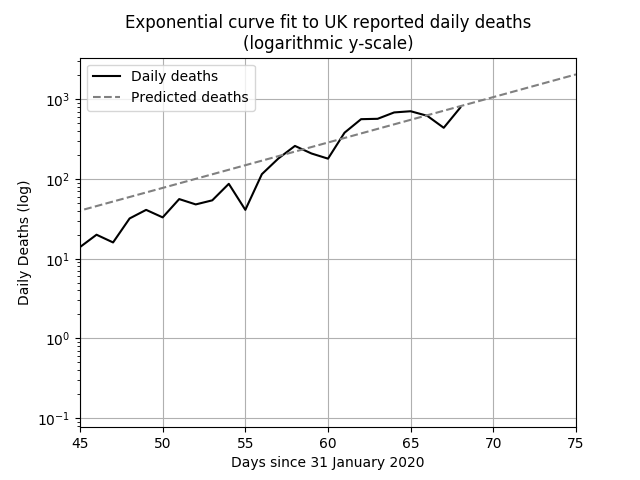 Exponential curve fit to UK reported daily deaths
(logarithmic y-scale)
Daily deaths
Predicted deaths
Daily Deaths (log)
10³
10²
10¹
10⁰
10⁻¹
45 50 55 60 65 70 75
Days since 31 January 2020